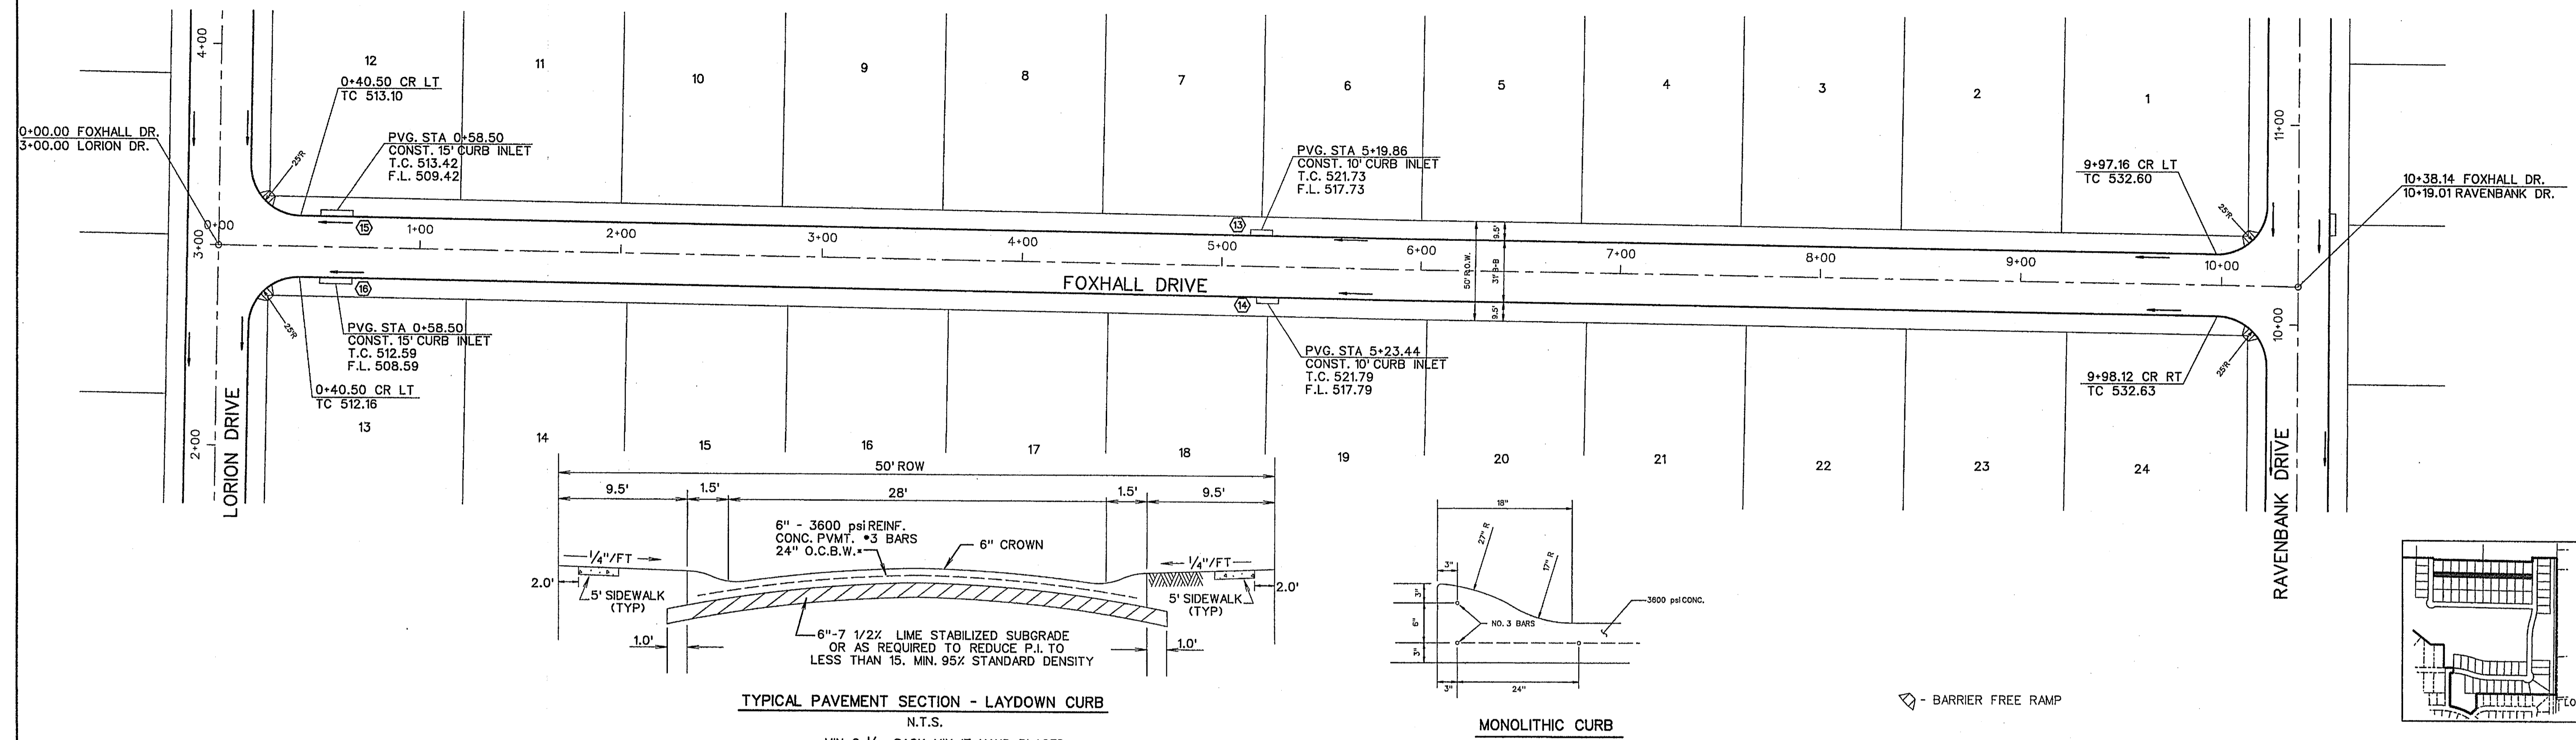 4+00
12
11
10
9
8
7
6
5
4
3
2
1
11+00
0+40.50 CR LT
TC 513.10
0+00.00 FOXHALL DR.
3+00.00 LORION DR.
PVG. STA 0+58.50
CONST. 15' CURB INLET
T.C. 513.42
F.L. 509.42
25'R
PVG. STA 5+19.86
CONST. 10' CURB INLET
T.C. 521.73
F.L. 517.73
9+97.16 CR LT
TC 532.60
10+38.14 FOXHALL DR.
10+19.01 RAVENBANK DR.
25'R
3+00
0+00
15
1+00
2+00
3+00
4+00
13
5+00
6+00
7+00
8+00
9+00
10+00
50' R.O.W.
9.5'
31' B-B
9.5'
FOXHALL DRIVE
16
14
25'R
PVG. STA 0+58.50
CONST. 15' CURB INLET
T.C. 512.59
F.L. 508.59
0+40.50 CR LT
TC 512.16
PVG. STA 5+23.44
CONST. 10' CURB INLET
T.C. 521.79
F.L. 517.79
9+98.12 CR RT
TC 532.63
25'R
10+00
LORION DRIVE
2+00
RAVENBANK DRIVE
13
14
15
16
17
18
19
20
21
22
23
24
50' ROW
9.5'
1.5'
28'
1.5'
9.5'
6" - 3600 psi REINF.
CONC. PVMT. #3 BARS
24" O.C.B.W.*
6" CROWN
1/4"/FT
1/4"/FT
2.0'
5' SIDEWALK
(TYP)
5' SIDEWALK
(TYP)
2.0'
1.0'
6"-7 1/2% LIME STABILIZED SUBGRADE
OR AS REQUIRED TO REDUCE P.I. TO
LESS THAN 15. MIN. 95% STANDARD DENSITY
1.0'
TYPICAL PAVEMENT SECTION - LAYDOWN CURB
N.T.S.
18"
27" R
17" R
3"
3"
6"
3"
NO. 3 BARS
3600 psi CONC.
3"
24"
MONOLITHIC CURB
- BARRIER FREE RAMP